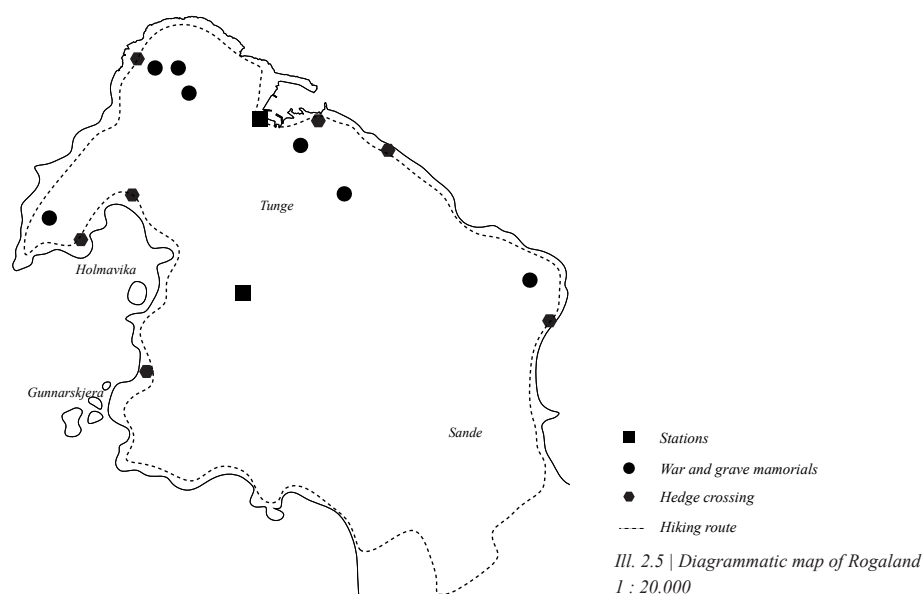 Tunge
Holmavika
Gunnarskjera
Sande
Stations
War and grave mamorials
Hedge crossing
Hiking route
Ill. 2.5 | Diagrammatic map of Rogaland
1 : 20.000